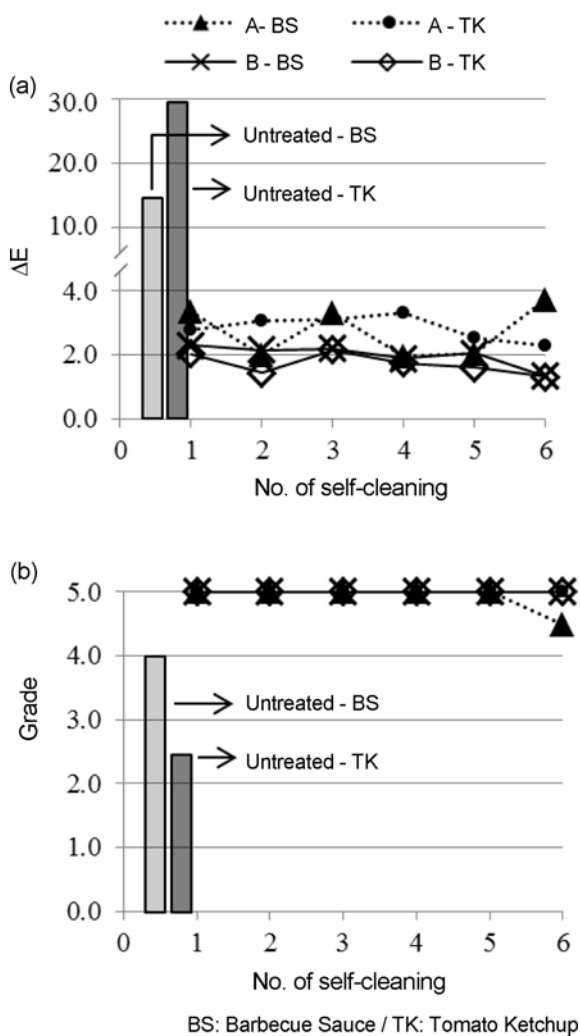 A- BS A - TK
B - BS B - TK
(a)
30.0
20.0
10.0
4.0
2.0
0.0
ΔE
Untreated - BS
Untreated - TK
0 1 2 3 4 5 6
No. of self-cleaning
(b)
5.0
4.0
3.0
2.0
1.0
0.0
Grade
Untreated - BS
Untreated - TK
0 1 2 3 4 5 6
No. of self-cleaning
BS: Barbecue Sauce / TK: Tomato Ketchup